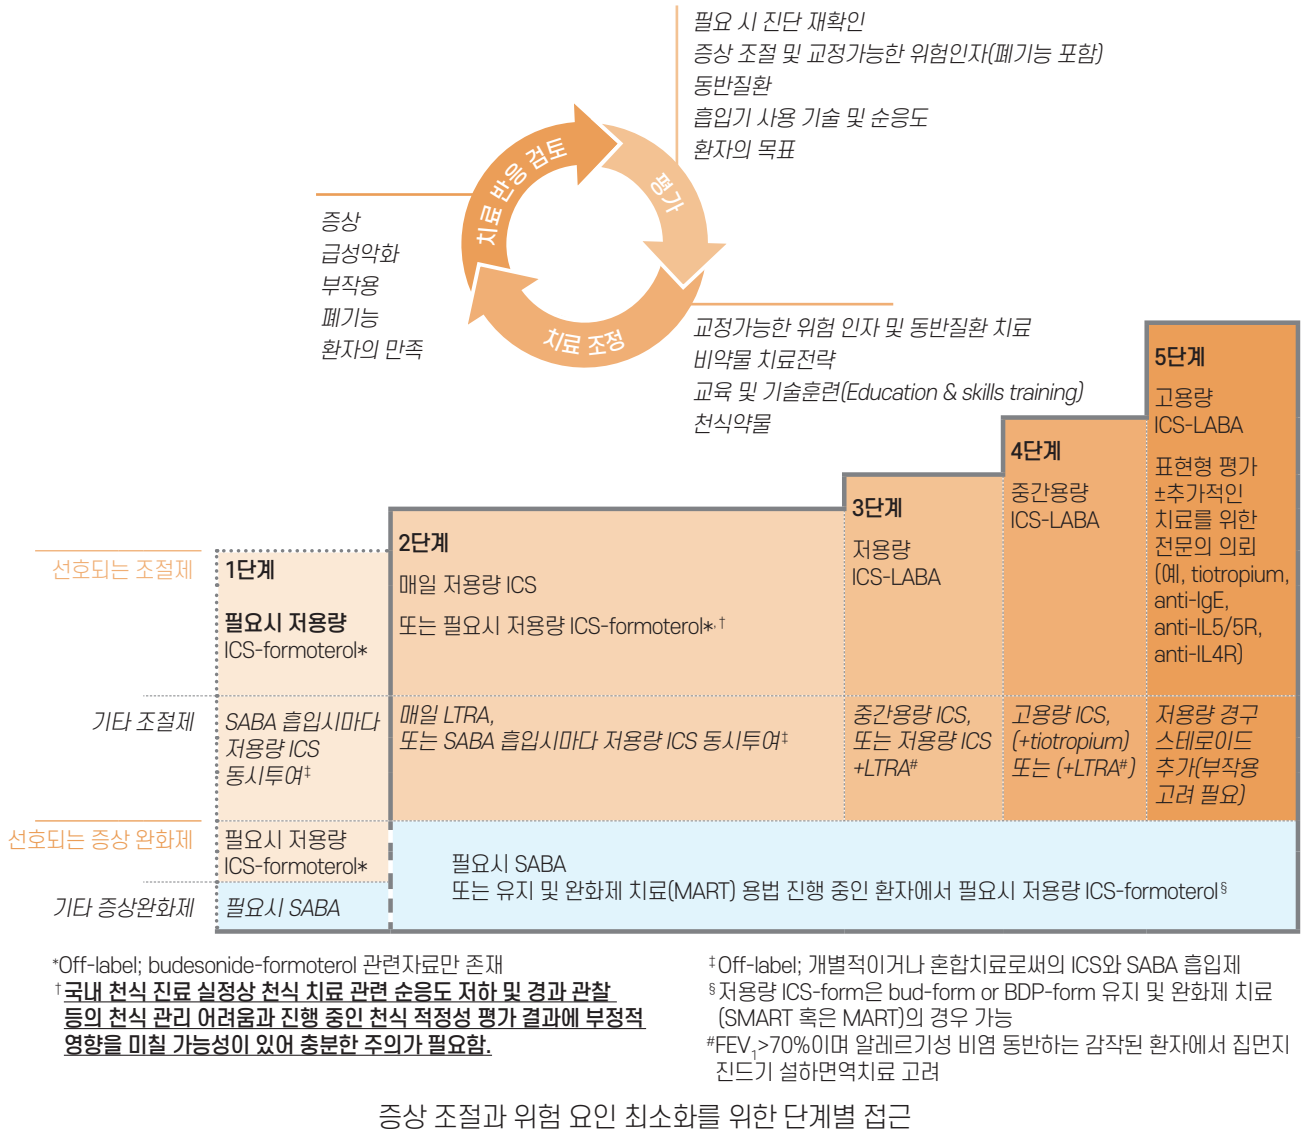 필요 시 진단 재확인
증상 조절 및 교정가능한 위험인자(폐기능 포함)
동반질환
흡입기 사용 기술 및 순응도
환자의 목표
치료 반응 검토
평가
치료 조정
증상
급성악화
부작용
폐기능
환자의 만족
교정가능한 위험 인자 및 동반질환 치료
비약물 치료전략
교육 및 기술훈련(Education & skills training)
천식약물
선호되는 조절제
1단계
필요시 저용량
ICS-formoterol*
2단계
매일 저용량 ICS
또는 필요시 저용량 ICS-formoterol*,†
3단계
저용량
ICS-LABA
4단계
중간용량
ICS-LABA
5단계
고용량
ICS-LABA
표현형 평가
±추가적인
치료를 위한
전문의 의뢰
(예, tiotropium,
anti-IgE,
anti-IL5/5R,
anti-IL4R)
기타 조절제
SABA 흡입시마다
저용량 ICS
동시투여‡
매일 LTRA,
또는 SABA 흡입시마다 저용량 ICS 동시투여‡
중간용량 ICS,
또는 저용량 ICS
+LTRA#
고용량 ICS,
(+tiotropium)
또는 (+LTRA#)
저용량 경구
스테로이드
추가(부작용
고려 필요)
선호되는 증상 완화제
필요시 저용량
ICS-formoterol*
필요시 SABA
또는 유지 및 완화제 치료(MART) 용법 진행 중인 환자에서 필요시 저용량 ICS-formoterol§
기타 증상완화제
필요시 SABA
*Off-label; budesonide-formoterol 관련자료만 존재
†국내 천식 진료 실정상 천식 치료 관련 순응도 저하 및 경과 관찰
등의 천식 관리 어려움과 진행 중인 천식 적정성 평가 결과에 부정적
영향을 미칠 가능성이 있어 충분한 주의가 필요함.
‡Off-label; 개별적이거나 혼합치료로써의 ICS와 SABA 흡입제
§저용량 ICS-form은 bud-form or BDP-form 유지 및 완화제 치료
(SMART 혹은 MART)의 경우 가능
#FEV1>70%이며 알레르기성 비염 동반하는 감작된 환자에서 집먼지
진드기 설하면역치료 고려
증상 조절과 위험 요인 최소화를 위한 단계별 접근